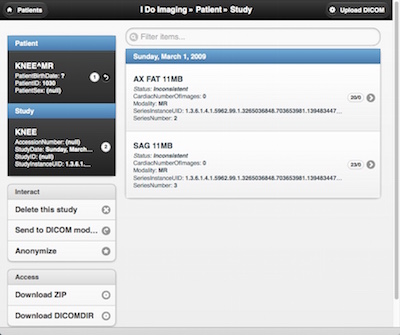 Patients
I Do Imaging » Patient » Study
Upload DICOM
Patient
KNEE^MR
PatientBirthDate: ?
PatientID: 1030
PatientSex: (null)
1
Study
KNEE
AccessionNumber: (null)
StudyDate: Sunday, March...
StudyID: (null)
StudyInstanceUID: 1.3.6.1....
2
Interact
Delete this study
Send to DICOM mod...
Anonymize
Access
Download ZIP
Download DICOMDIR
Filter items...
Sunday, March 1, 2009
AX FAT 11MB
Status: Inconsistent
CardiacNumberOfImages: 0
Modality: MR
SeriesInstanceUID: 1.3.6.1.4.1.5962.99.1.3265036848.703653981.139483447...
SeriesNumber: 2
20/0
SAG 11MB
Status: Inconsistent
CardiacNumberOfImages: 0
Modality: MR
SeriesInstanceUID: 1.3.6.1.4.1.5962.99.1.3265036848.703653981.139483447...
SeriesNumber: 3
23/0